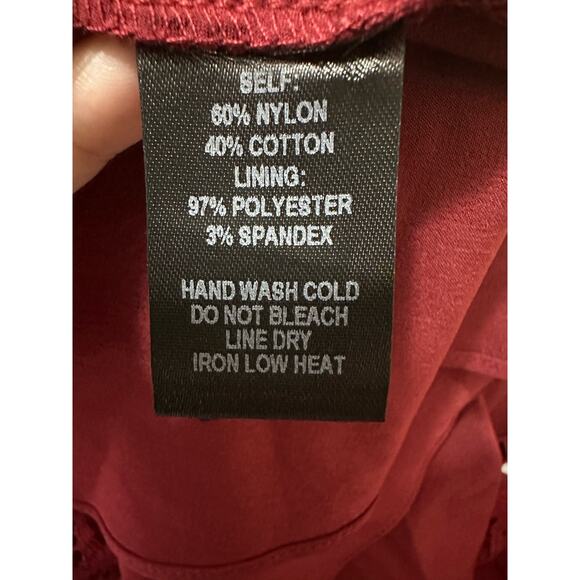 SELF:
60% NYLON
40% COTTON
LINING:
97% POLYESTER
3% SPANDEX
HAND WASH COLD
DO NOT BLEACH
LINE DRY
IRON LOW HEAT